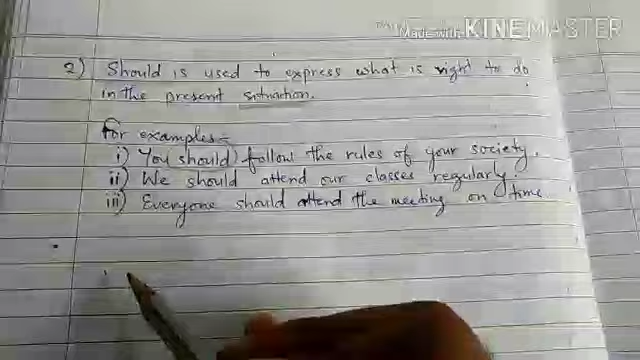 Made with KINEMASTER
2) Should is used to express what is right to do
in the present situation.
For examples:-
i) You should follow the rules of your society.
ii) We should attend our classes regularly.
iii) Everyone should attend the meeting on time